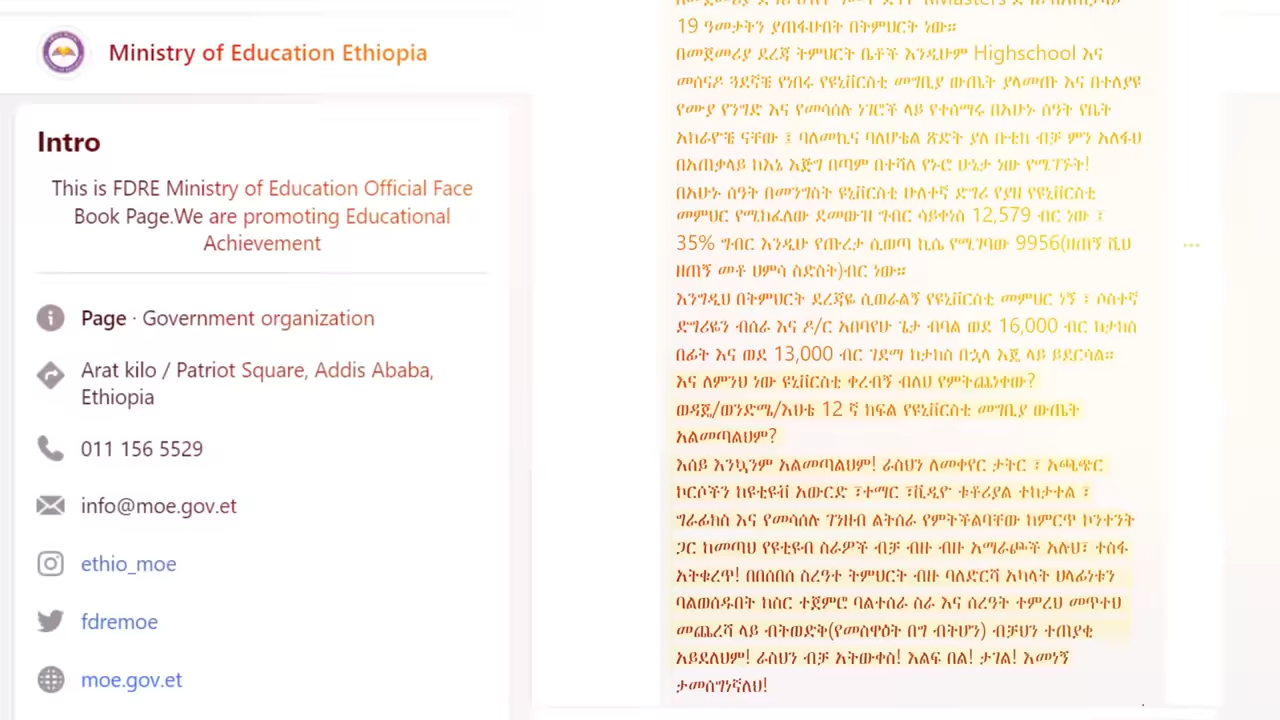 Ministry of Education Ethiopia
Intro
This is FDRE Ministry of Education Official Face
Book Page.We are promoting Educational
Achievement
Page · Government organization
Arat kilo / Patriot Square, Addis Ababa,
Ethiopia
011 156 5529
info@moe.gov.et
ethio_moe
fdremoe
moe.gov.et
19 ዓመታትን ያጠፋሁበት በትምህርት ነው።
በመጀመሪያ ደረጃ ትምህርት ቤቶች እንዲሁም Highschool እና
መሰናዶ ጓደኛቼ የነበሩ የዩኒቨርስቲ መግቢያ ውጤት ያላመጡ እና በተለያዩ
የሙያ የንግድ እና የመሳሰሉ ነገሮች ላይ የተሰማሩ በአሁኑ ሰዓት የቤት
አከራዮቼ ናቸው ፤ ባለመኪና ባለሆቴል ጽድት ያለ ቡቲክ ብቻ ምን አለፋህ
በአጠቃላይ ከእኔ እጅግ በጣም በተሻለ የኑሮ ሁኔታ ነው የሚገኙት!
በአሁኑ ሰዓት በመንግስት ዩኒቨርስቲ ሁለተኛ ድግሪ የያዘ የዩኒቨርስቲ
መምህር የሚከፈለው ደመወዝ ግብር ሳይቀነስ 12,579 ብር ነው ፤
35% ግብር እንዲሁ የጡረታ ሲወጣ ኪሴ የሚገባው 9956(ዘጠኝ ሺህ
ዘጠኝ መቶ ሀምሳ ስድስት)ብር ነው።
እንግዲህ በትምህርት ደረጃዬ ሲወራልኝ የዩኒቨርስቲ መምህር ነኝ ፣ ሶስተኛ
ድግሪዬን ብሰራ እና ዶ/ር አበባየሁ ጌታ ብባል ወደ 16,000 ብር ከታክስ
በፊት እና ወደ 13,000 ብር ገደማ ከታክስ በኋላ እጄ ላይ ይደርሳል።
እና ለምንህ ነው ዩኒቨርስቲ ቀረብኝ ብለህ የምትጨነቀው?
ወዳጄ/ወንድሜ/እህቴ 12 ኛ ክፍል የዩኒቨርስቲ መግቢያ ውጤት
አልመጣልህም?
እሰይ እንኳንም አልመጣልህም! ራስህን ለመቀየር ታትር ፣ አጫጭር
ኮርሶችን ከዩቲዩብ አውርድ ፣ተማር ፣ቪዲዮ ቱቶሪያል ተከታተል ፣
ግራፊክስ እና የመሳሰሉ ገንዘብ ልትሰራ የምትችልባቸው ከምርጥ ኮንተንት
ጋር ከመጣህ የዩቲዩብ ስራዎች ብቻ ብዙ ብዙ አማራጮች አሉህ፣ ተስፋ
አትቁረጥ! በበሰበሰ ስረዓተ ትምህርት ብዙ ባለድርሻ አካላት ሀላፊነቱን
ባልወሰዱበት ከስር ተጀምሮ ባልተሰራ ስራ እና ሰረዓት ተምረህ መጥተህ
መጨረሻ ላይ ብትወድቅ(የመስዋዕት በግ ብትሆን) ብቻህን ተጠያቂ
አይደለህም! ራስህን ብቻ አትውቀስ! እልፍ በል! ታገል! እመነኝ
ታመሰግነኛለህ!